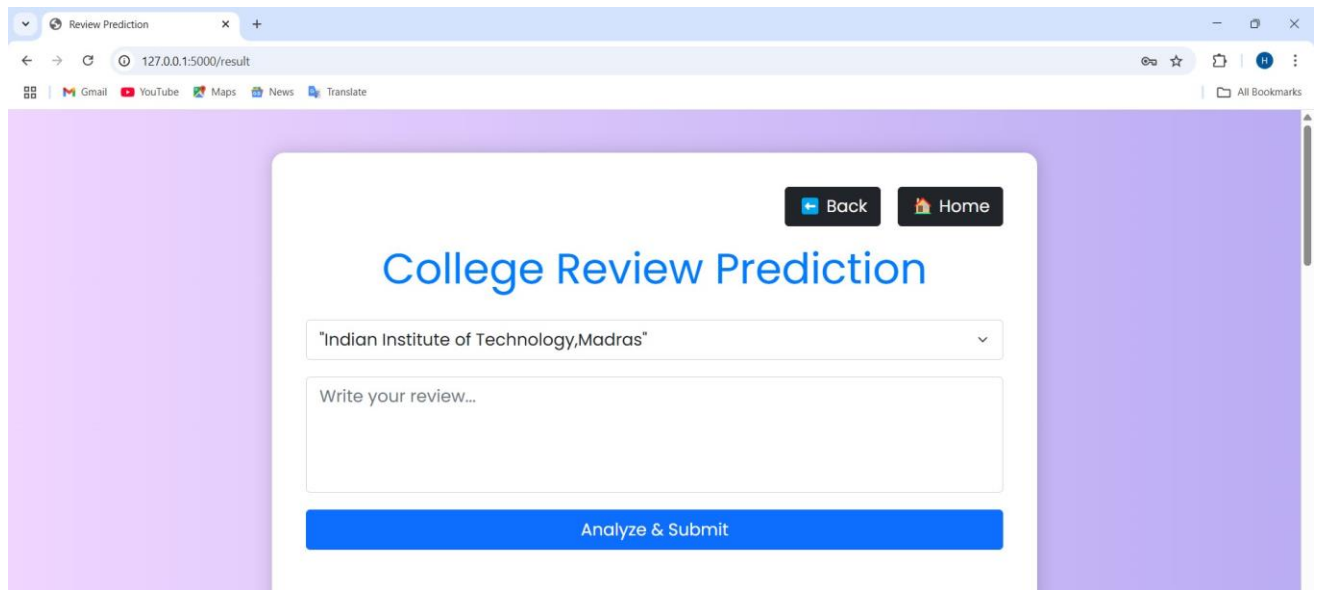 Review Prediction
127.0.0.1:5000/result
H
Gmail YouTube Maps News Translate All Bookmarks
Back Home
College Review Prediction
"Indian Institute of Technology,Madras"
Write your review...
Analyze & Submit